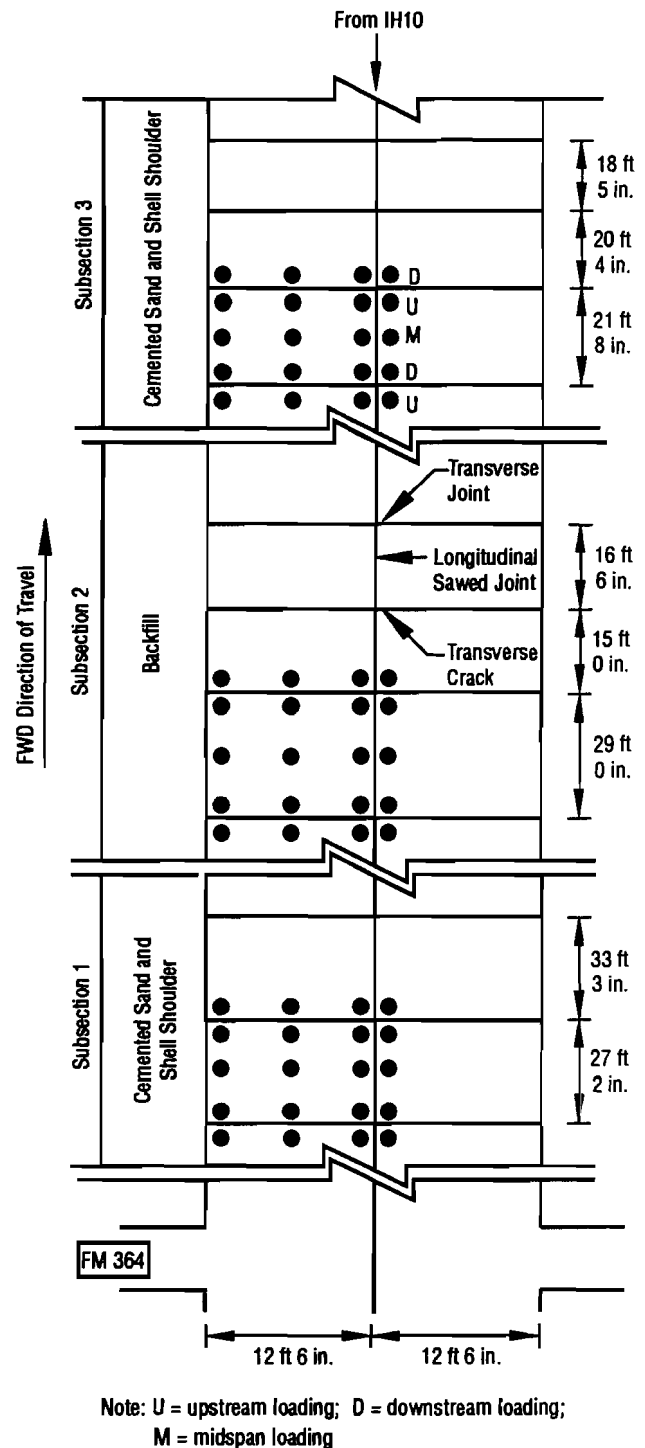 From IH10
Subsection 3
Cemented Sand and Shell Shoulder
18 ft
5 in.
20 ft
4 in.
21 ft
8 in.
D
U
M
D
U
FWD Direction of Travel
Subsection 2
Backfill
Transverse
Joint
Longitudinal
Sawed Joint
Transverse
Crack
16 ft
6 in.
15 ft
0 in.
29 ft
0 in.
Subsection 1
Cemented Sand and
Shell Shoulder
33 ft
3 in.
27 ft
2 in.
FM 364
12 ft 6 in.
12 ft 6 in.
Note: U = upstream loading; D = downstream loading;
M = midspan loading